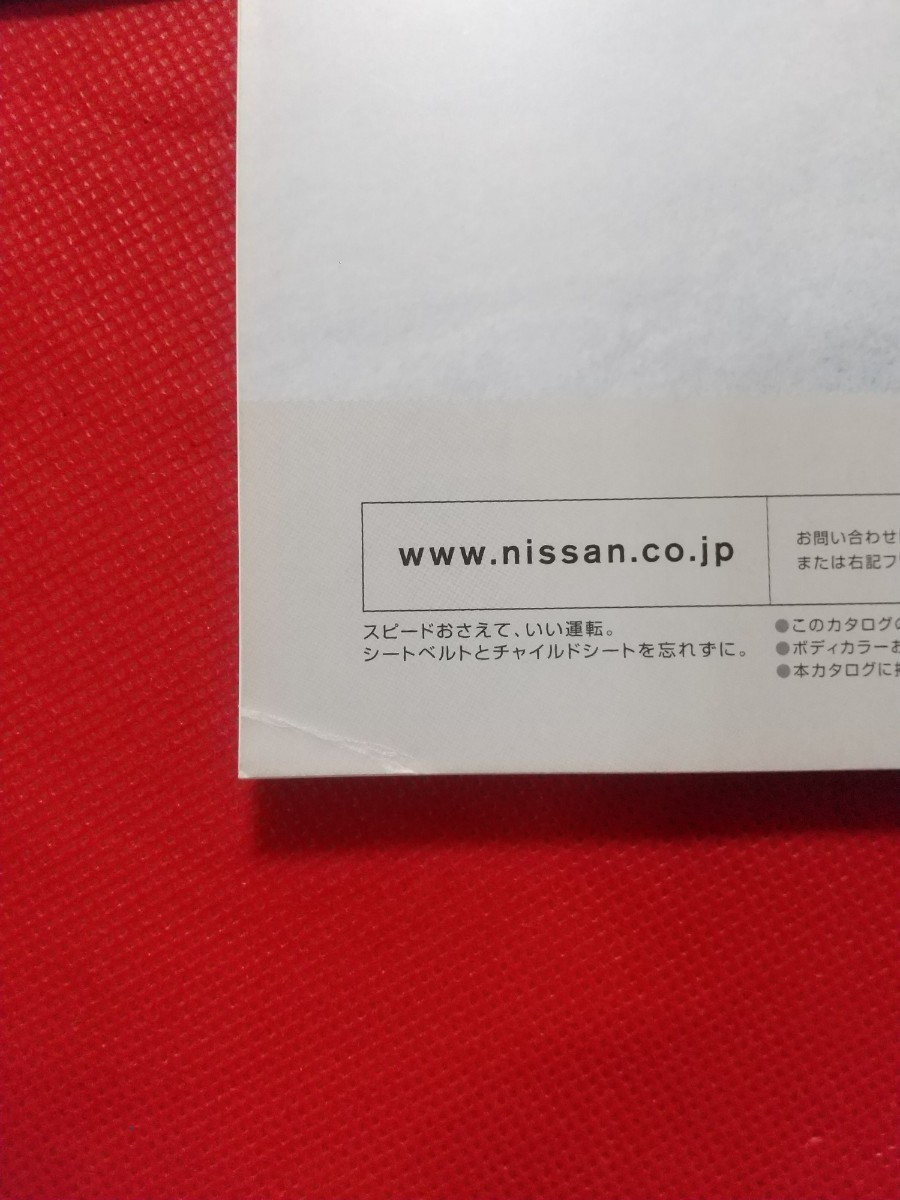 www.nissan.co.jp
お問い合わせ
または右記フ
スピードおさえて、いい運転。
シートベルトとチャイルドシートを忘れずに。
●このカタログの
●ボディカラーお
●本カタログに